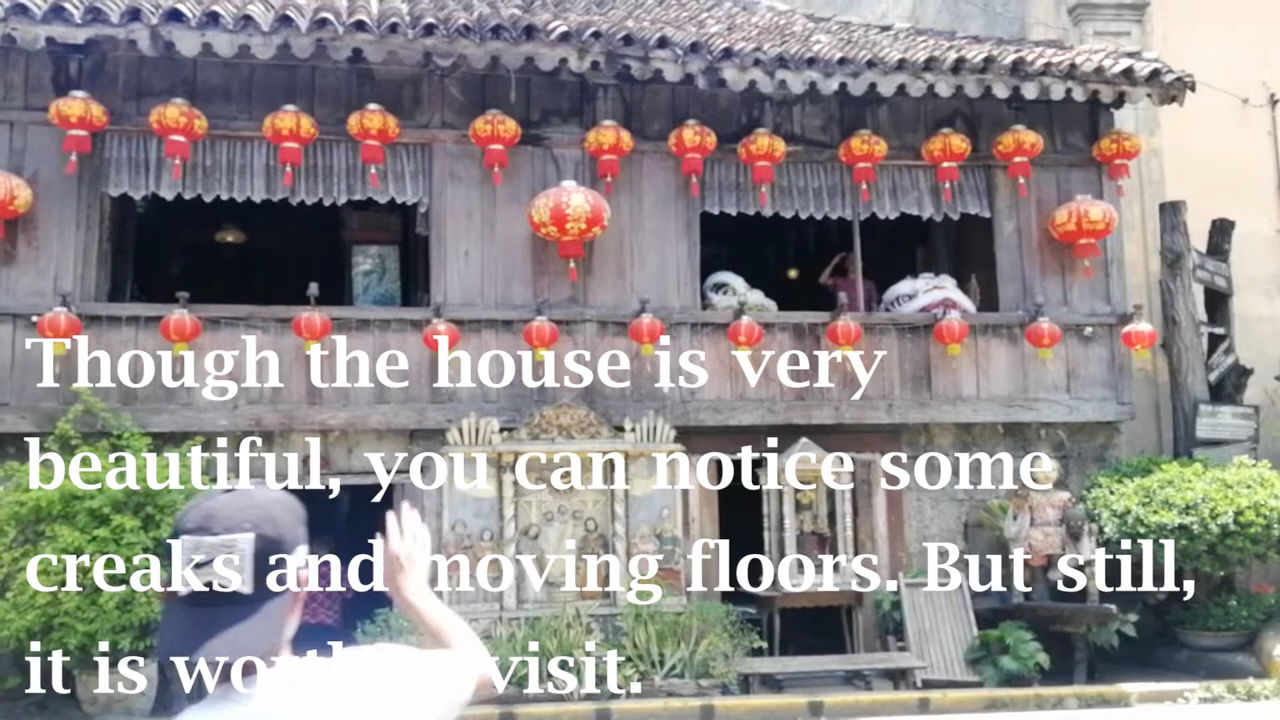 Though the house is very
beautiful, you can notice some
creaks and moving floors. But still,
it is worth visit.